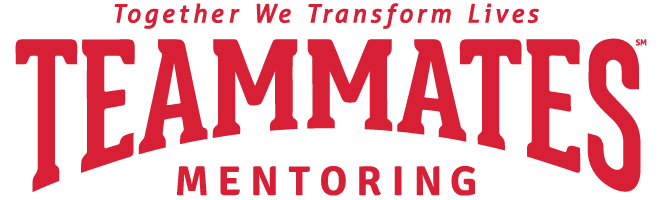 Together We Transform Lives
TEAMMATES℠
MENTORING